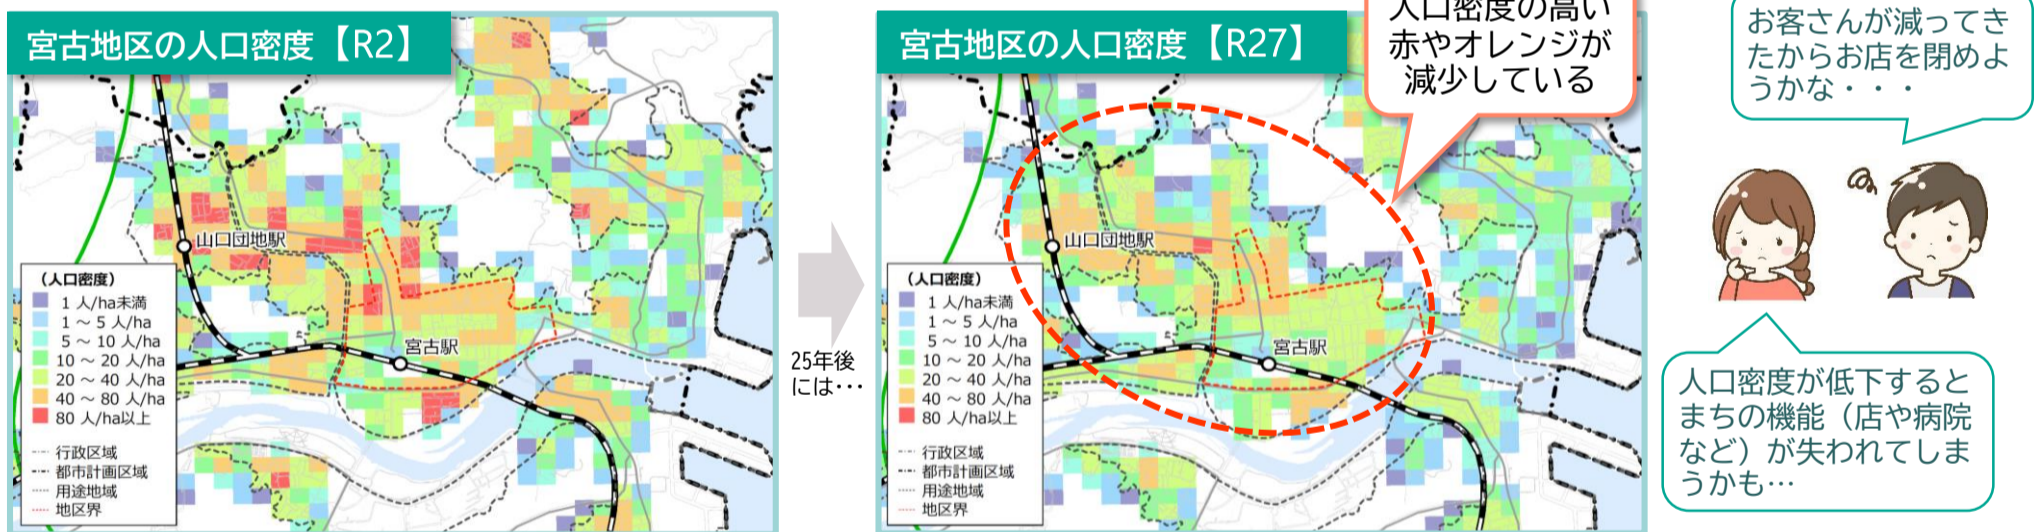 宮古地区の人口密度【R2】
山口団地駅
宮古駅
（人口密度）
1 人/ha未満
1 ～ 5 人/ha
5 ～ 10 人/ha
10 ～ 20 人/ha
20 ～ 40 人/ha
40 ～ 80 人/ha
80 人/ha以上
行政区域
都市計画区域
用途地域
地区界
25年後
には･･･
宮古地区の人口密度【R27】
人口密度の高い
赤やオレンジが
減少している
山口団地駅
宮古駅
（人口密度）
1 人/ha未満
1 ～ 5 人/ha
5 ～ 10 人/ha
10 ～ 20 人/ha
20 ～ 40 人/ha
40 ～ 80 人/ha
80 人/ha以上
行政区域
都市計画区域
用途地域
地区界
お客さんが減ってき
たからお店を閉めよ
うかな・・・
人口密度が低下すると
まちの機能（店や病院
など）が失われてしま
うかも…